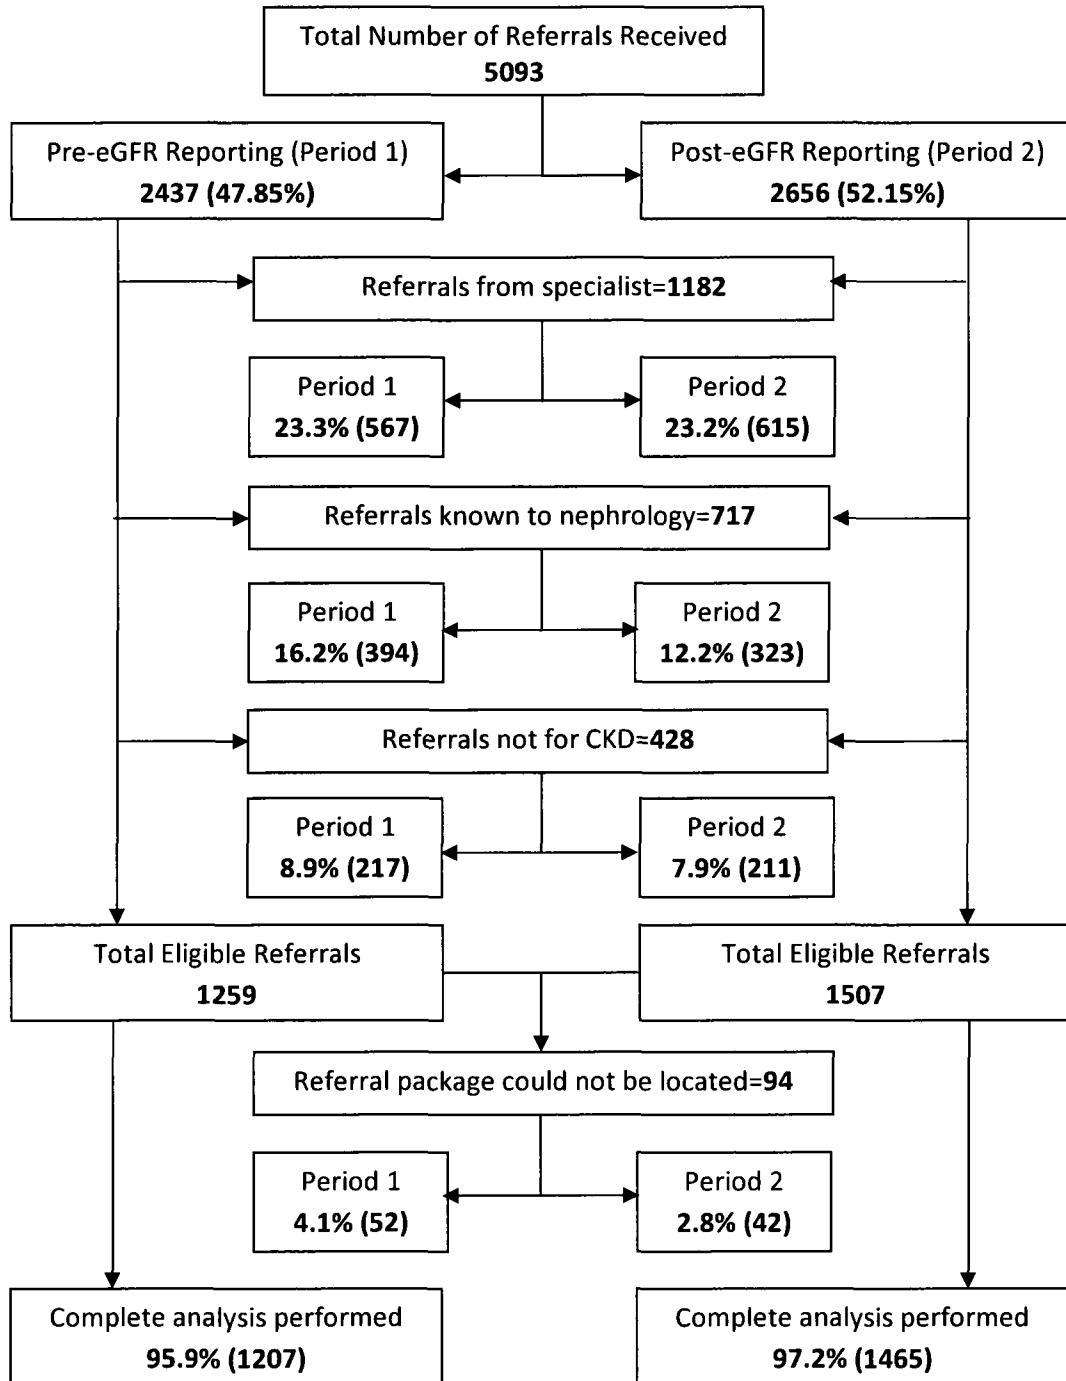 Total Number of Referrals Received
5093
Pre-eGFR Reporting (Period 1)
2437 (47.85%)
Post-eGFR Reporting (Period 2)
2656 (52.15%)
Referrals from specialist=1182
Period 1
23.3% (567)
Period 2
23.2% (615)
Referrals known to nephrology=717
Period 1
16.2% (394)
Period 2
12.2% (323)
Referrals not for CKD=428
Period 1
8.9% (217)
Period 2
7.9% (211)
Total Eligible Referrals
1259
Total Eligible Referrals
1507
Referral package could not be located=94
Period 1
4.1% (52)
Period 2
2.8% (42)
Complete analysis performed
95.9% (1207)
Complete analysis performed
97.2% (1465)